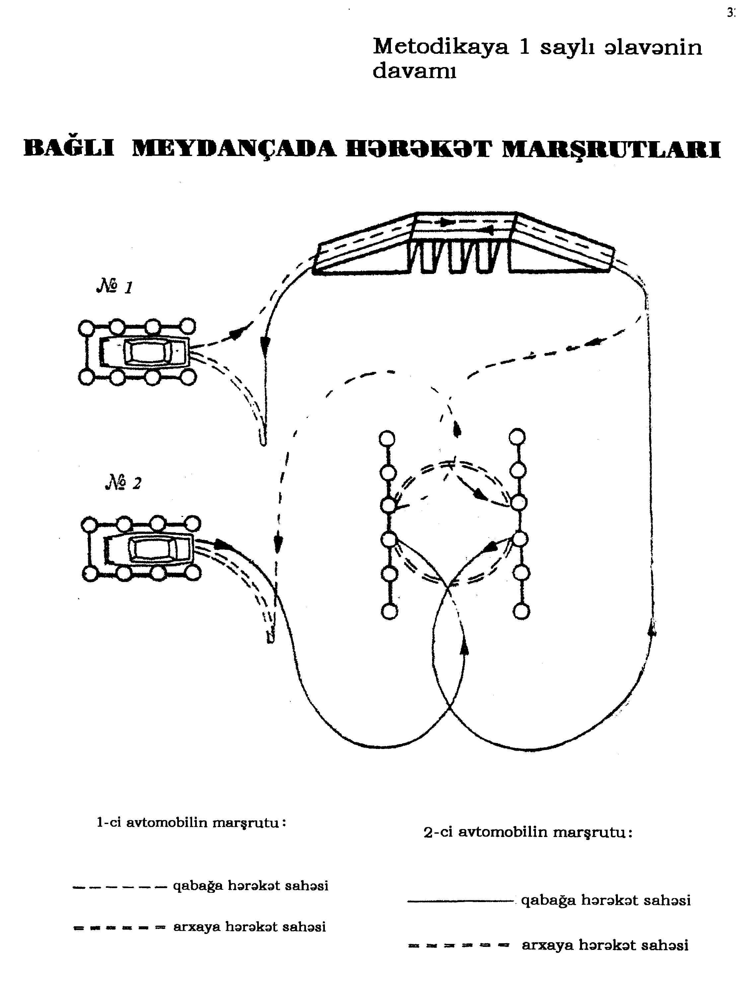 Metodikaya 1 saylı əlavənin
davamı
BAĞLI MEYDANÇADA HƏRƏKƏT MARŞRUTLARI
№ 1
№ 2
1-ci avtomobilin marşrutu:
qabağa hərəkət sahəsi
arxaya hərəkət sahəsi
2-ci avtomobilin marşrutu:
qabağa hərəkət sahəsi
arxaya hərəkət sahəsi